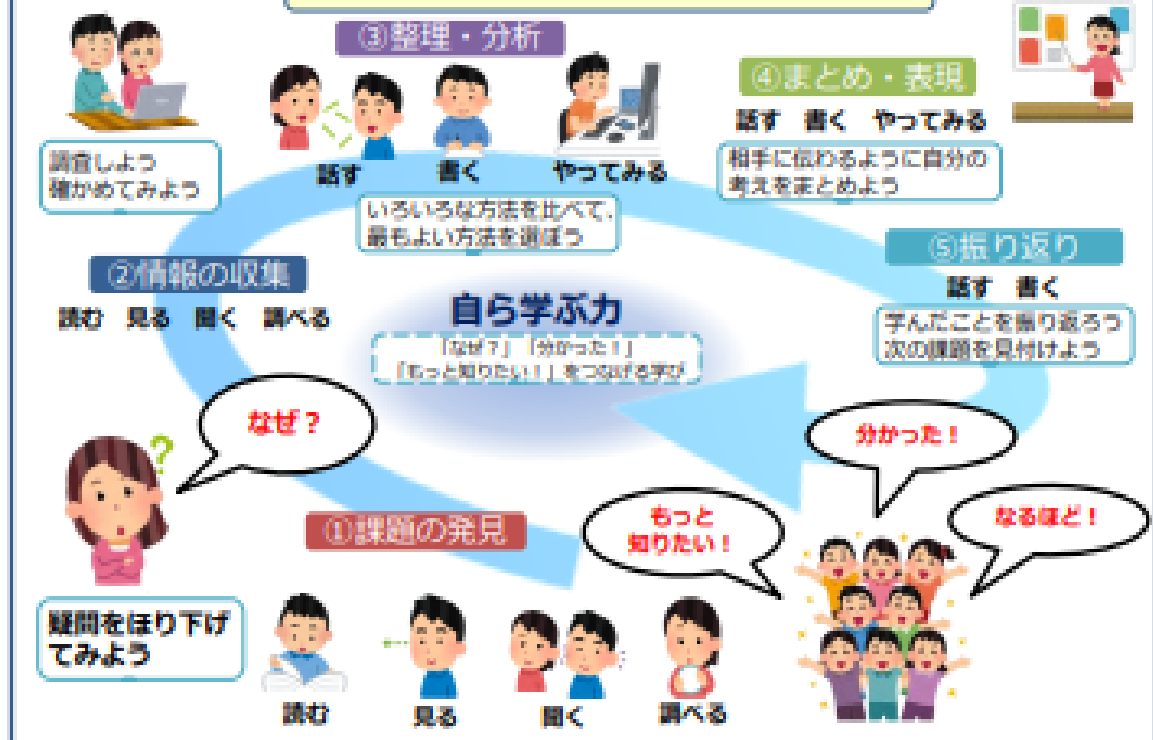 ③整理・分析
④まとめ・表現
話す 書く やってみる
相手に伝わるように自分の
考えをまとめよう
調査しよう
確かめてみよう
話す 書く やってみる
いろいろな方法を比べて、
最もよい方法を選ぼう
⑤振り返り
話す 書く
学んだことを振り返ろう
次の課題を見付けよう
②情報の収集
読む 見る 聞く 調べる
自ら学ぶ力
「なぜ?」「分かった!」
「もっと知りたい!」をつなげる学び
なぜ?
分かった!
もっと
知りたい!
なるほど!
?
①課題の発見
疑問をほり下げ
てみよう
読む 見る 聞く 調べる